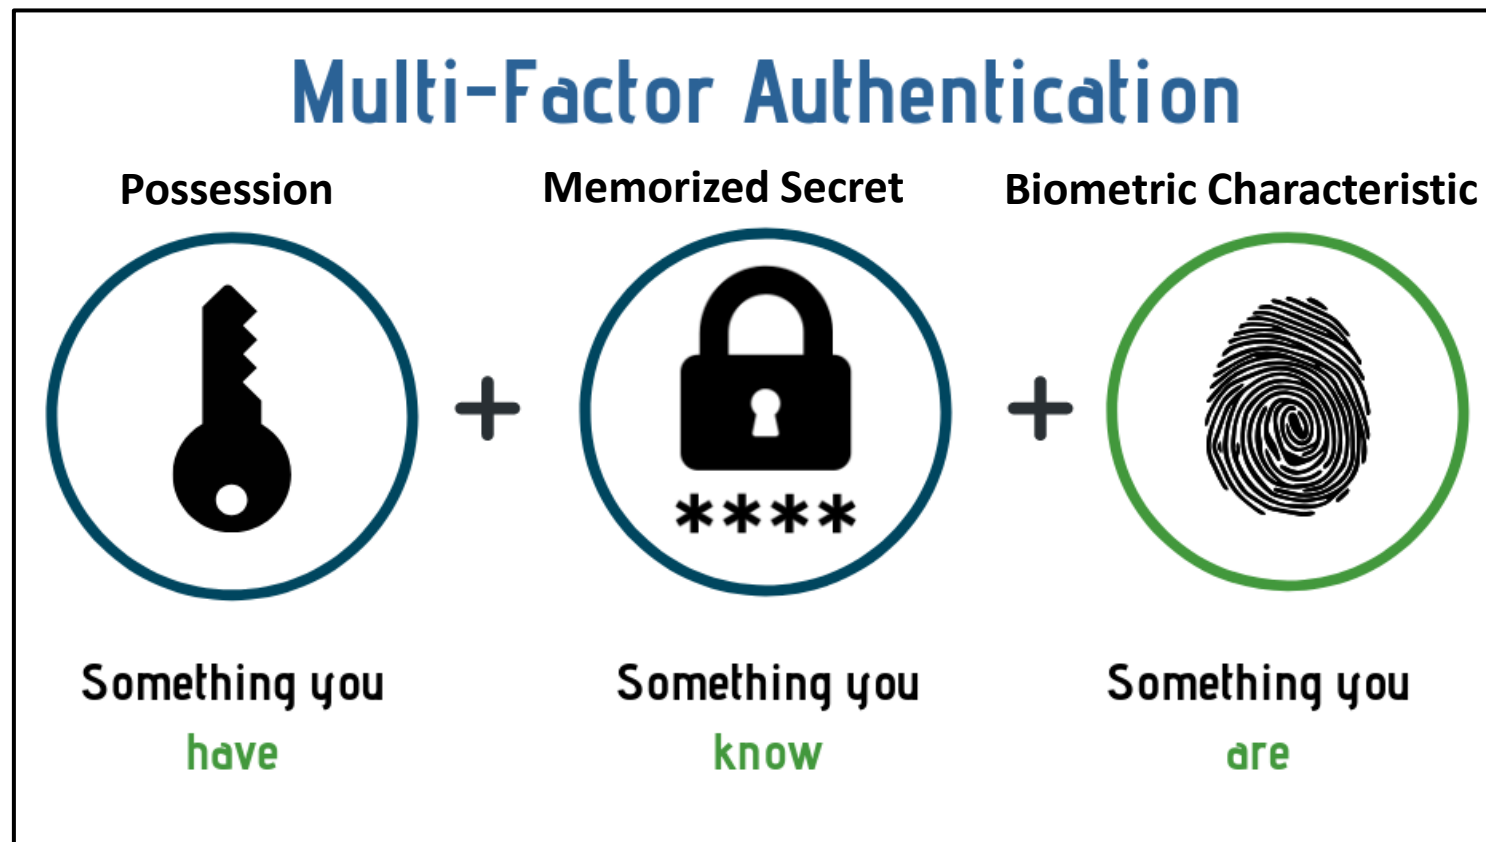 Multi-Factor Authentication
Possession
Memorized Secret
Biometric Characteristic
+
+
****
Something you
have
Something you
know
Something you
are